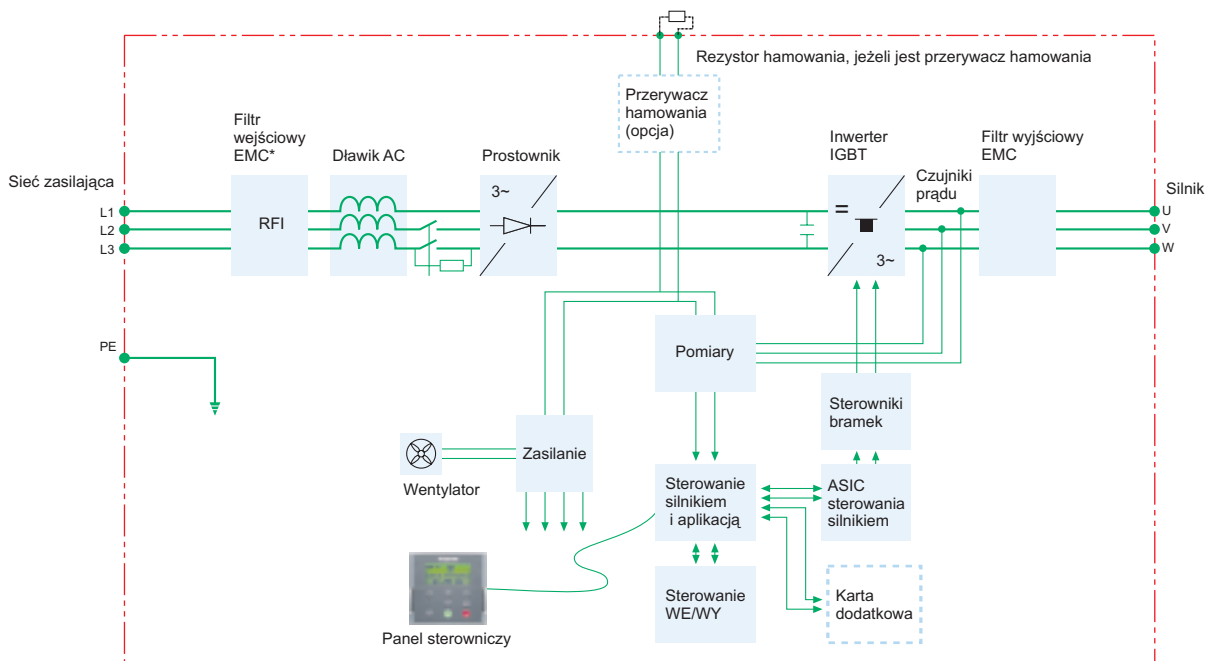 Rezystor hamowania, jeżeli jest przerywacz hamowania
Przerywacz
hamowania
(opcja)
Filtr
wejściowy
EMC*
Dławik AC
Prostownik
Inwerter
IGBT
Filtr wyjściowy
EMC
Czujniki
prądu
Sieć zasilająca
Silnik
L1
L2
L3
RFI
3~
=
3~
U
V
W
PE
Pomiary
Sterowniki
bramek
Zasilanie
Wentylator
Sterowanie
silnikiem
i aplikacją
ASIC
sterowania
silnikiem
Sterowanie
WE/WY
Karta
dodatkowa
Panel sterowniczy